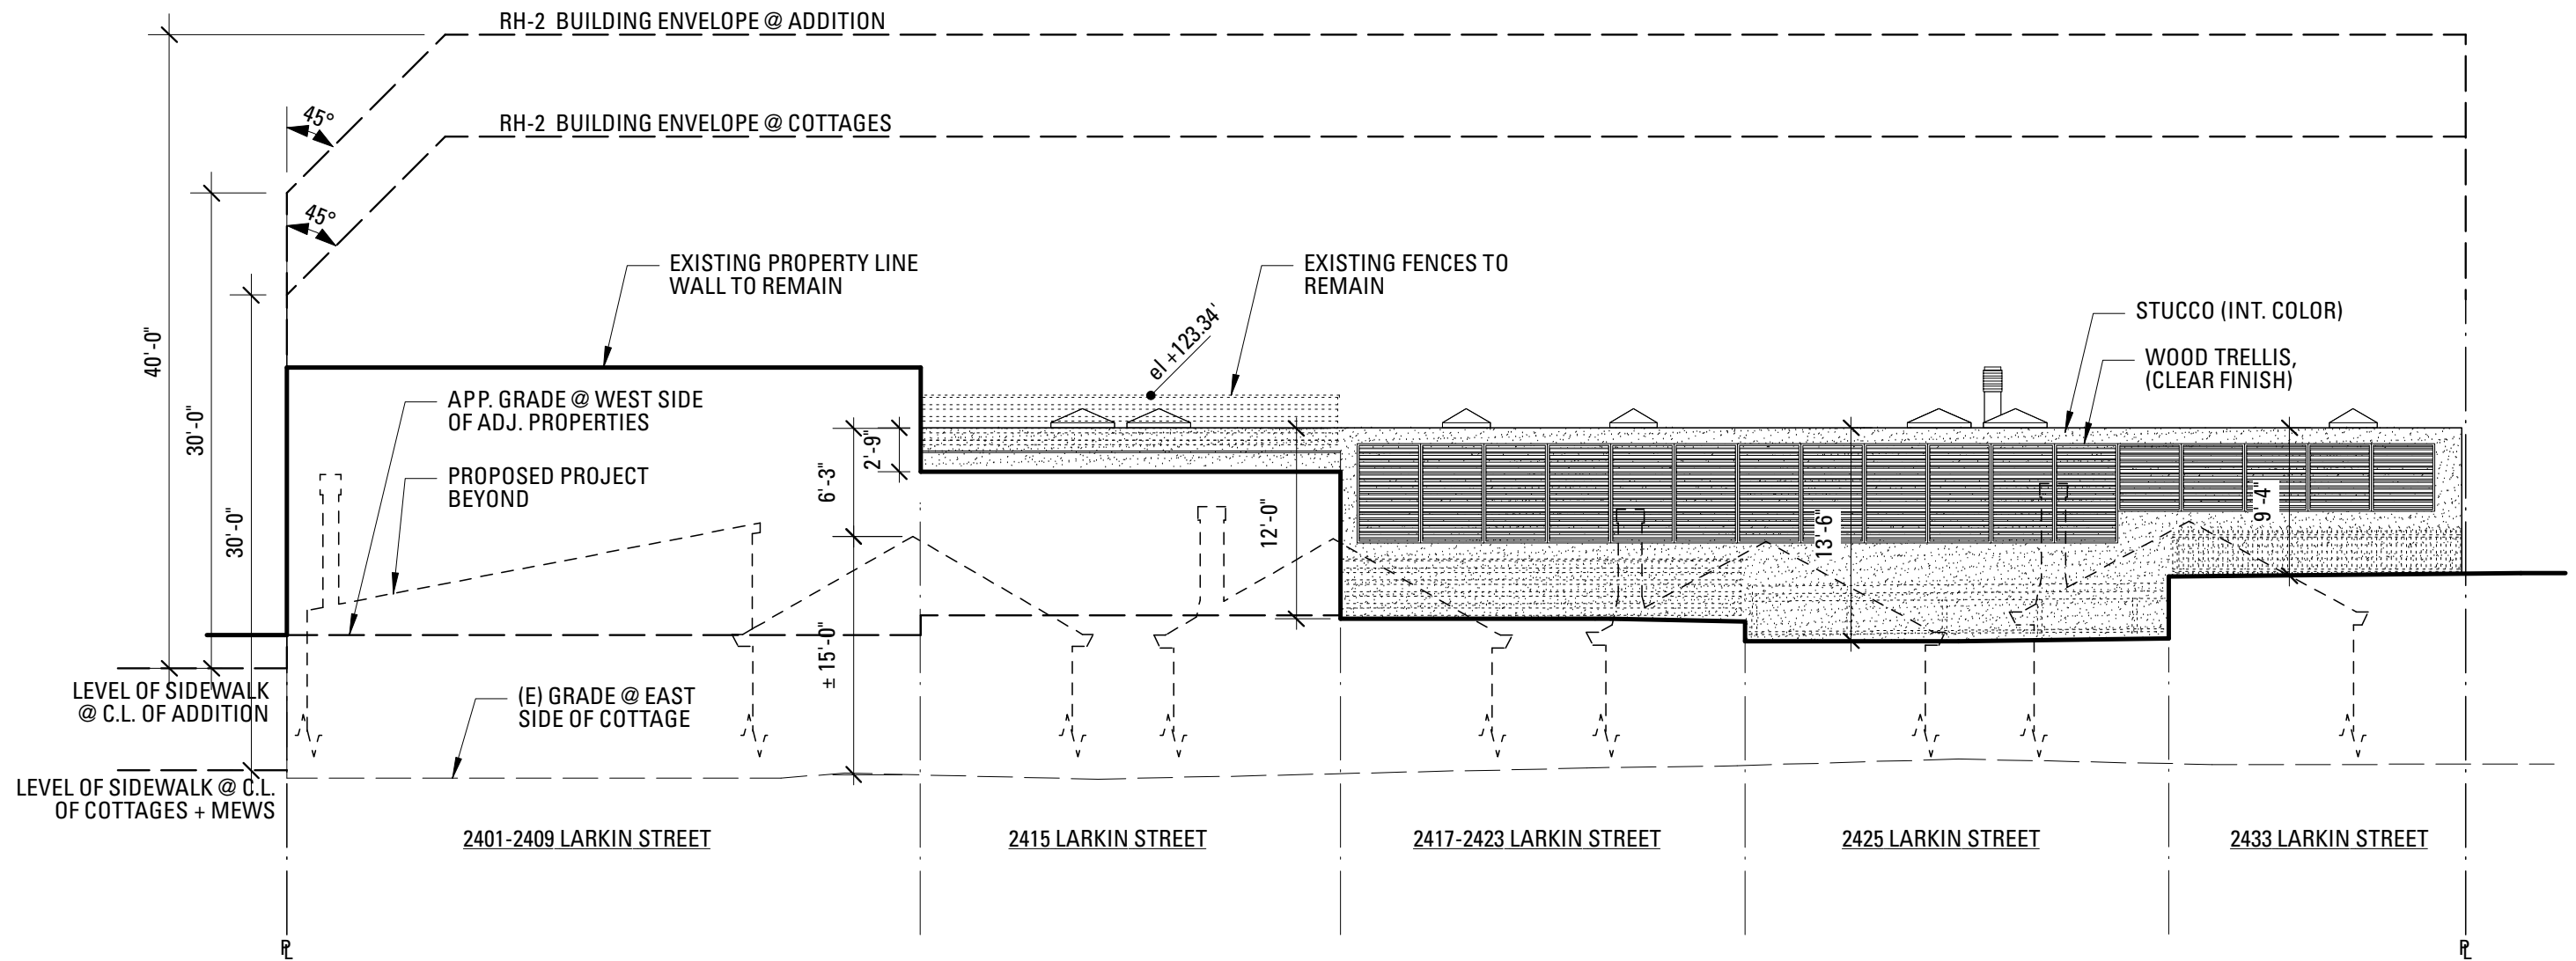 RH-2 BUILDING ENVELOPE @ ADDITION
45°
RH-2 BUILDING ENVELOPE @ COTTAGES
45°
40'-0"
30'-0"
30'-0"
EXISTING PROPERTY LINE
WALL TO REMAIN
EXISTING FENCES TO
REMAIN
el +123.34'
STUCCO (INT. COLOR)
WOOD TRELLIS,
(CLEAR FINISH)
APP. GRADE @ WEST SIDE
OF ADJ. PROPERTIES
PROPOSED PROJECT
BEYOND
6'-3"
2'-9"
12'-0"
13'-6"
9'-4"
± 15'-0"
LEVEL OF SIDEWALK
@ C.L. OF ADDITION
(E) GRADE @ EAST
SIDE OF COTTAGE
LEVEL OF SIDEWALK @ C.L.
OF COTTAGES + MEWS
2401-2409 LARKIN STREET
2415 LARKIN STREET
2417-2423 LARKIN STREET
2425 LARKIN STREET
2433 LARKIN STREET
PL
PL